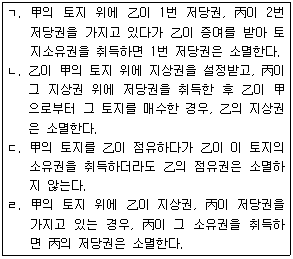 ㄱ. 甲의 토지 위에 乙이 1번 저당권, 丙이 2번
저당권을 가지고 있다가 乙이 증여를 받아 토
지소유권을 취득하면 1번 저당권은 소멸한다.
ㄴ. 乙이 甲의 토지 위에 지상권을 설정받고, 丙이
그 지상권 위에 저당권을 취득한 후 乙이 甲
으로부터 그 토지를 매수한 경우, 乙의 지상권
은 소멸한다.
ㄷ. 甲의 토지를 乙이 점유하다가 乙이 이 토지의
소유권을 취득하더라도 乙의 점유권은 소멸하
지 않는다.
ㄹ. 甲의 토지 위에 乙이 지상권, 丙이 저당권을
가지고 있는 경우, 丙이 그 소유권을 취득하
면 丙의 저당권은 소멸한다.